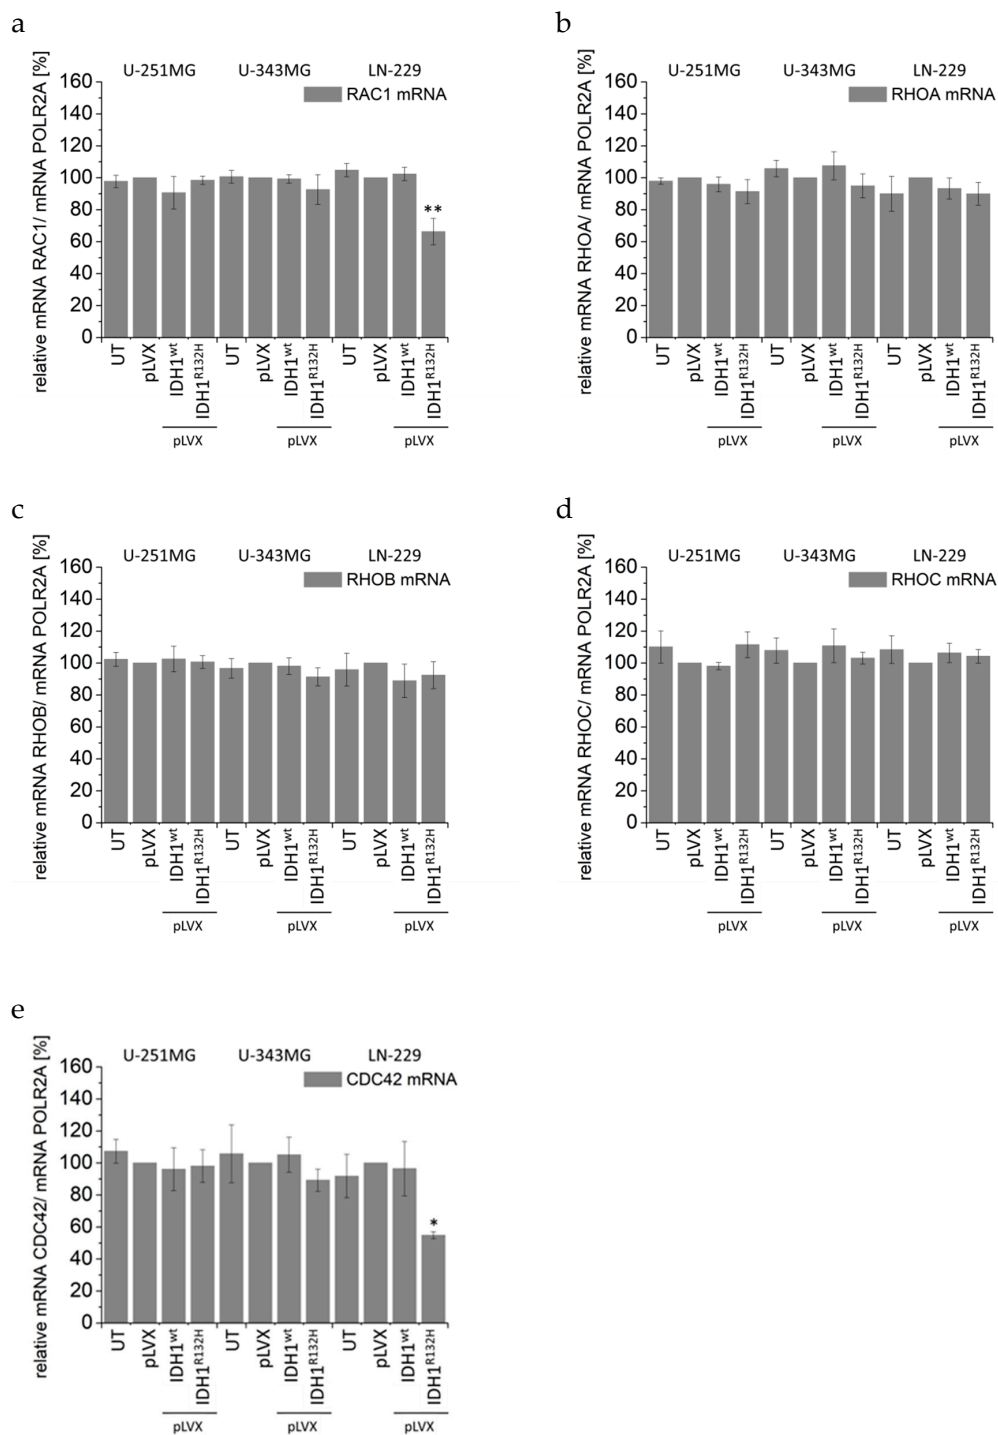 a
relative mRNA RAC1/ mRNA POLR2A [%]
U-251MG U-343MG LN-229
RAC1 mRNA
160
140
120
100
80
60
40
20
0
**
UT pLVX IDH1wt IDH1R132H UT pLVX IDH1wt IDH1R132H UT pLVX IDH1wt IDH1R132H
pLVX pLVX pLVX
b
relative mRNA RHOA/ mRNA POLR2A [%]
U-251MG U-343MG LN-229
RHOA mRNA
160
140
120
100
80
60
40
20
0
UT pLVX IDH1wt IDH1R132H UT pLVX IDH1wt IDH1R132H UT pLVX IDH1wt IDH1R132H
pLVX pLVX pLVX
c
relative mRNA RHOB/ mRNA POLR2A [%]
U-251MG U-343MG LN-229
RHOB mRNA
160
140
120
100
80
60
40
20
0
UT pLVX IDH1wt IDH1R132H UT pLVX IDH1wt IDH1R132H UT pLVX IDH1wt IDH1R132H
pLVX pLVX pLVX
d
relative mRNA RHOC/ mRNA POLR2A [%]
U-251MG U-343MG LN-229
RHOC mRNA
160
140
120
100
80
60
40
20
0
UT pLVX IDH1wt IDH1R132H UT pLVX IDH1wt IDH1R132H UT pLVX IDH1wt IDH1R132H
pLVX pLVX pLVX
e
relative mRNA CDC42/ mRNA POLR2A [%]
U-251MG U-343MG LN-229
CDC42 mRNA
160
140
120
100
80
60
40
20
0
*
UT pLVX IDH1wt IDH1R132H UT pLVX IDH1wt IDH1R132H UT pLVX IDH1wt IDH1R132H
pLVX pLVX pLVX